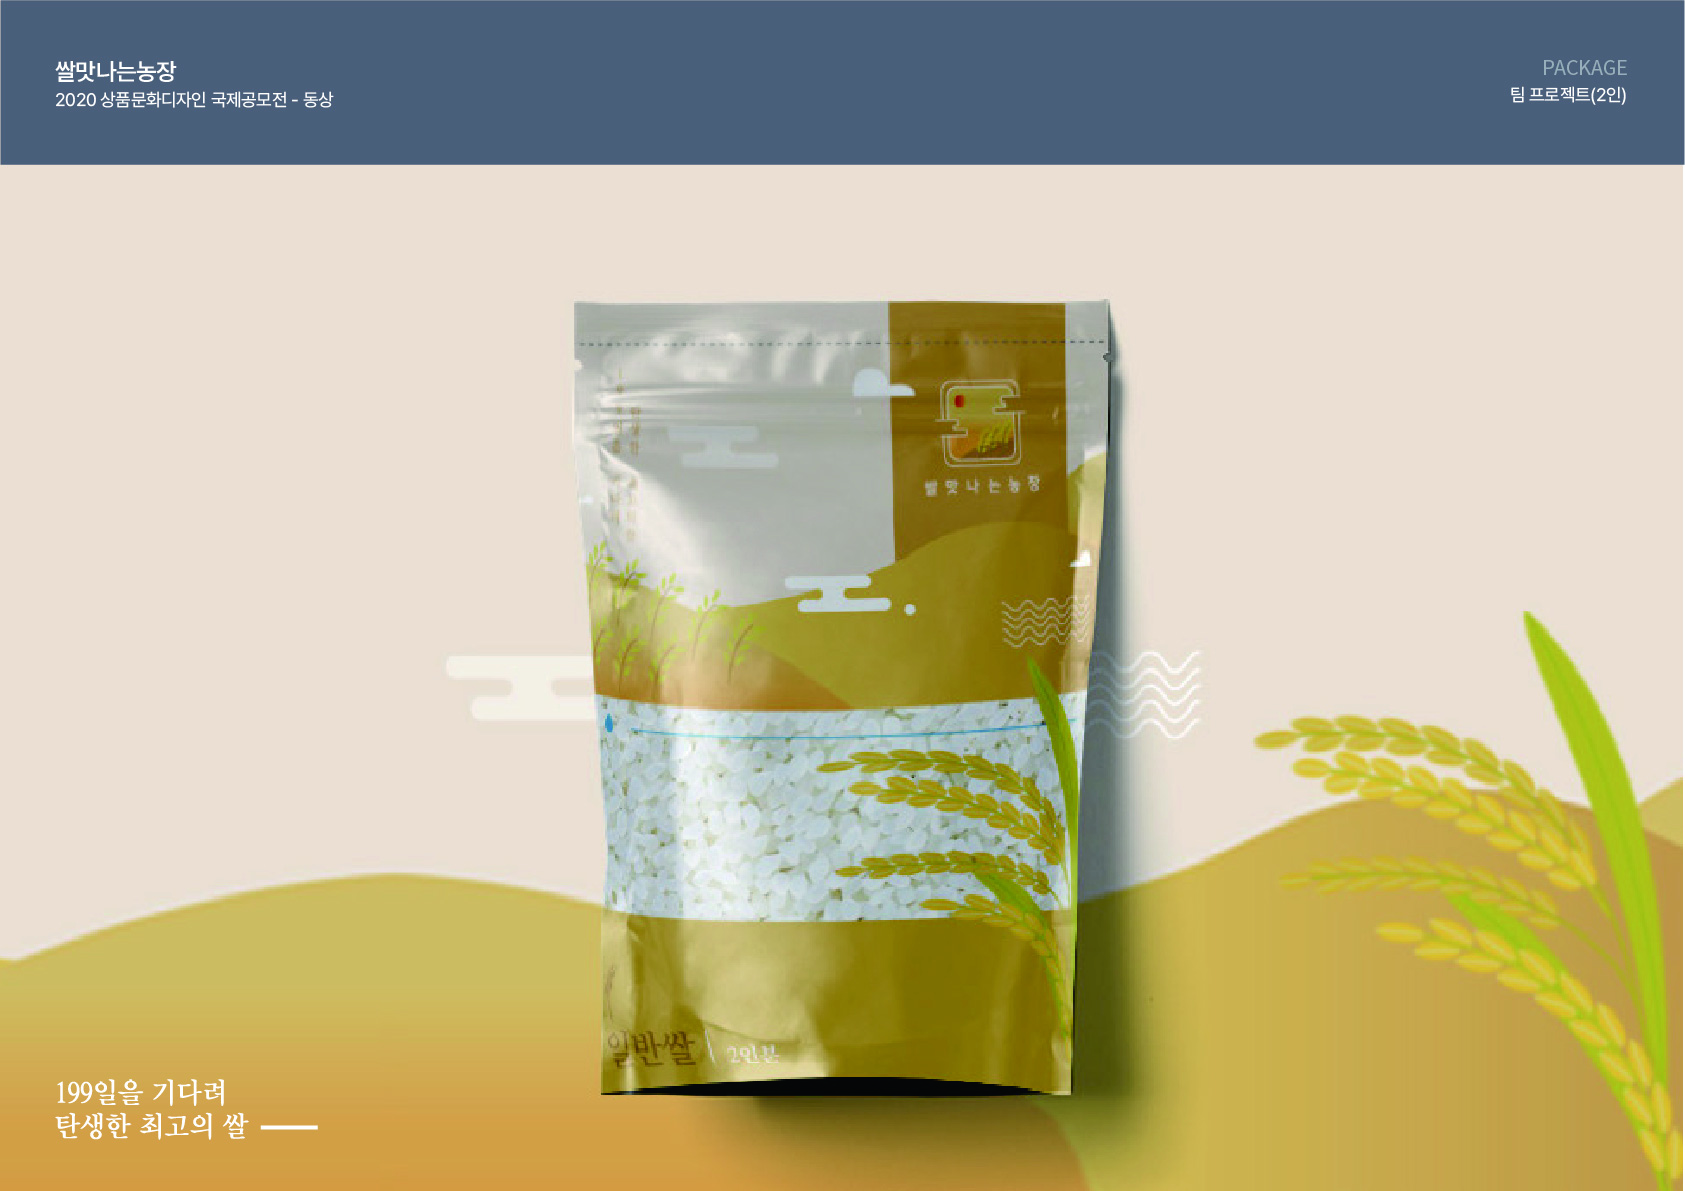 쌀맛나는농장
2020 상품문화디자인 국제공모전 - 동상
PACKAGE
팀 프로젝트(2인)
쌀맛나는농장
일반쌀 | 2인분
199일을 기다려
탄생한 최고의 쌀